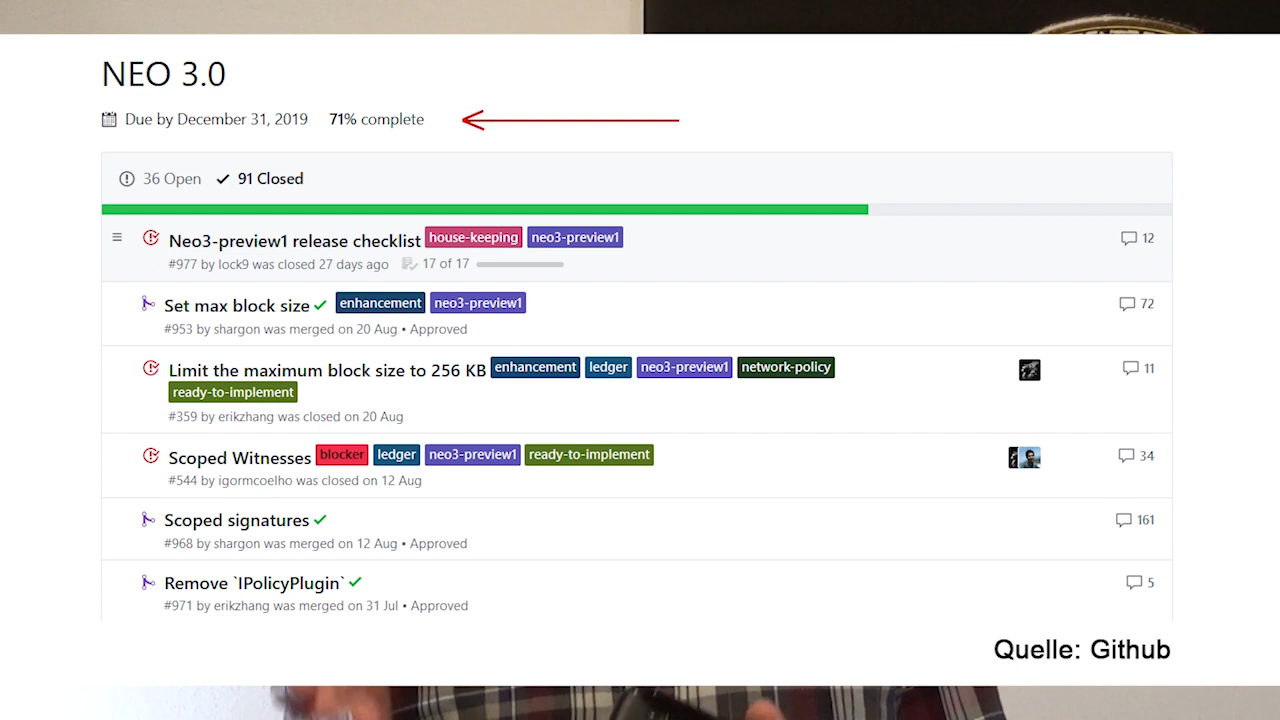 NEO 3.0
Due by December 31, 2019 71% complete
36 Open 91 Closed
Neo3-preview1 release checklist house-keeping neo3-preview1 12
#977 by lock9 was closed 27 days ago 17 of 17
Set max block size enhancement neo3-preview1 72
#953 by shargon was merged on 20 Aug • Approved
Limit the maximum block size to 256 KB enhancement ledger neo3-preview1 network-policy 11
ready-to-implement
#359 by erikzhang was closed on 20 Aug
Scoped Witnesses blocker ledger neo3-preview1 ready-to-implement 34
#544 by igormcoelho was closed on 12 Aug
Scoped signatures 161
#968 by shargon was merged on 12 Aug • Approved
Remove `IPolicyPlugin` 5
#971 by erikzhang was merged on 31 Jul • Approved
Quelle: Github